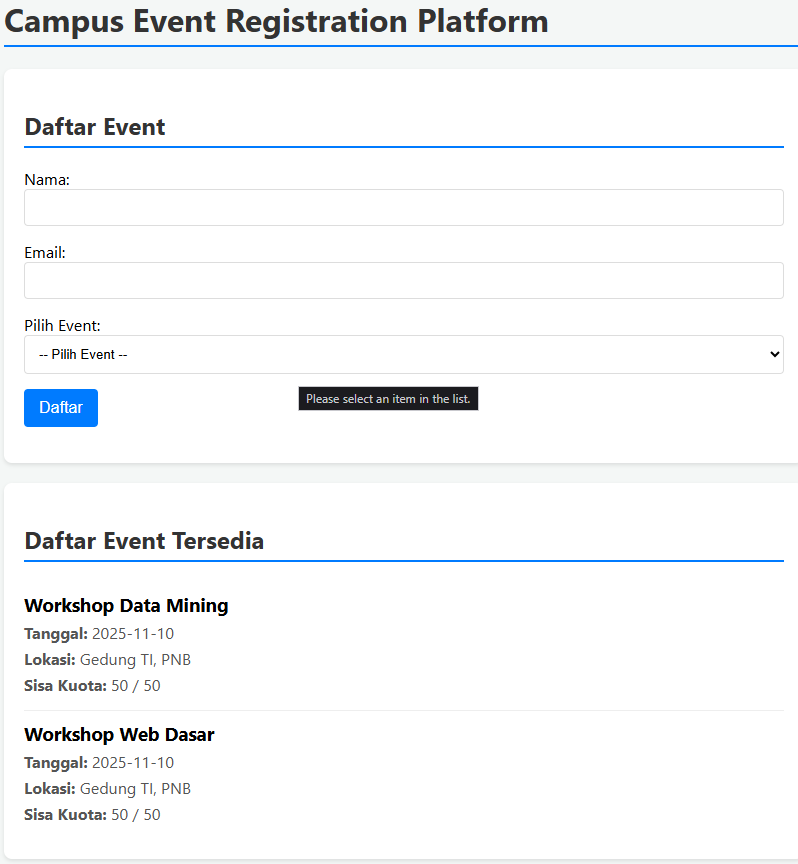 Campus Event Registration Platform
Daftar Event
Nama:
Email:
Pilih Event:
-- Pilih Event --
Please select an item in the list.
Daftar
Daftar Event Tersedia
Workshop Data Mining
Tanggal: 2025-11-10
Lokasi: Gedung TI, PNB
Sisa Kuota: 50 / 50
Workshop Web Dasar
Tanggal: 2025-11-10
Lokasi: Gedung TI, PNB
Sisa Kuota: 50 / 50